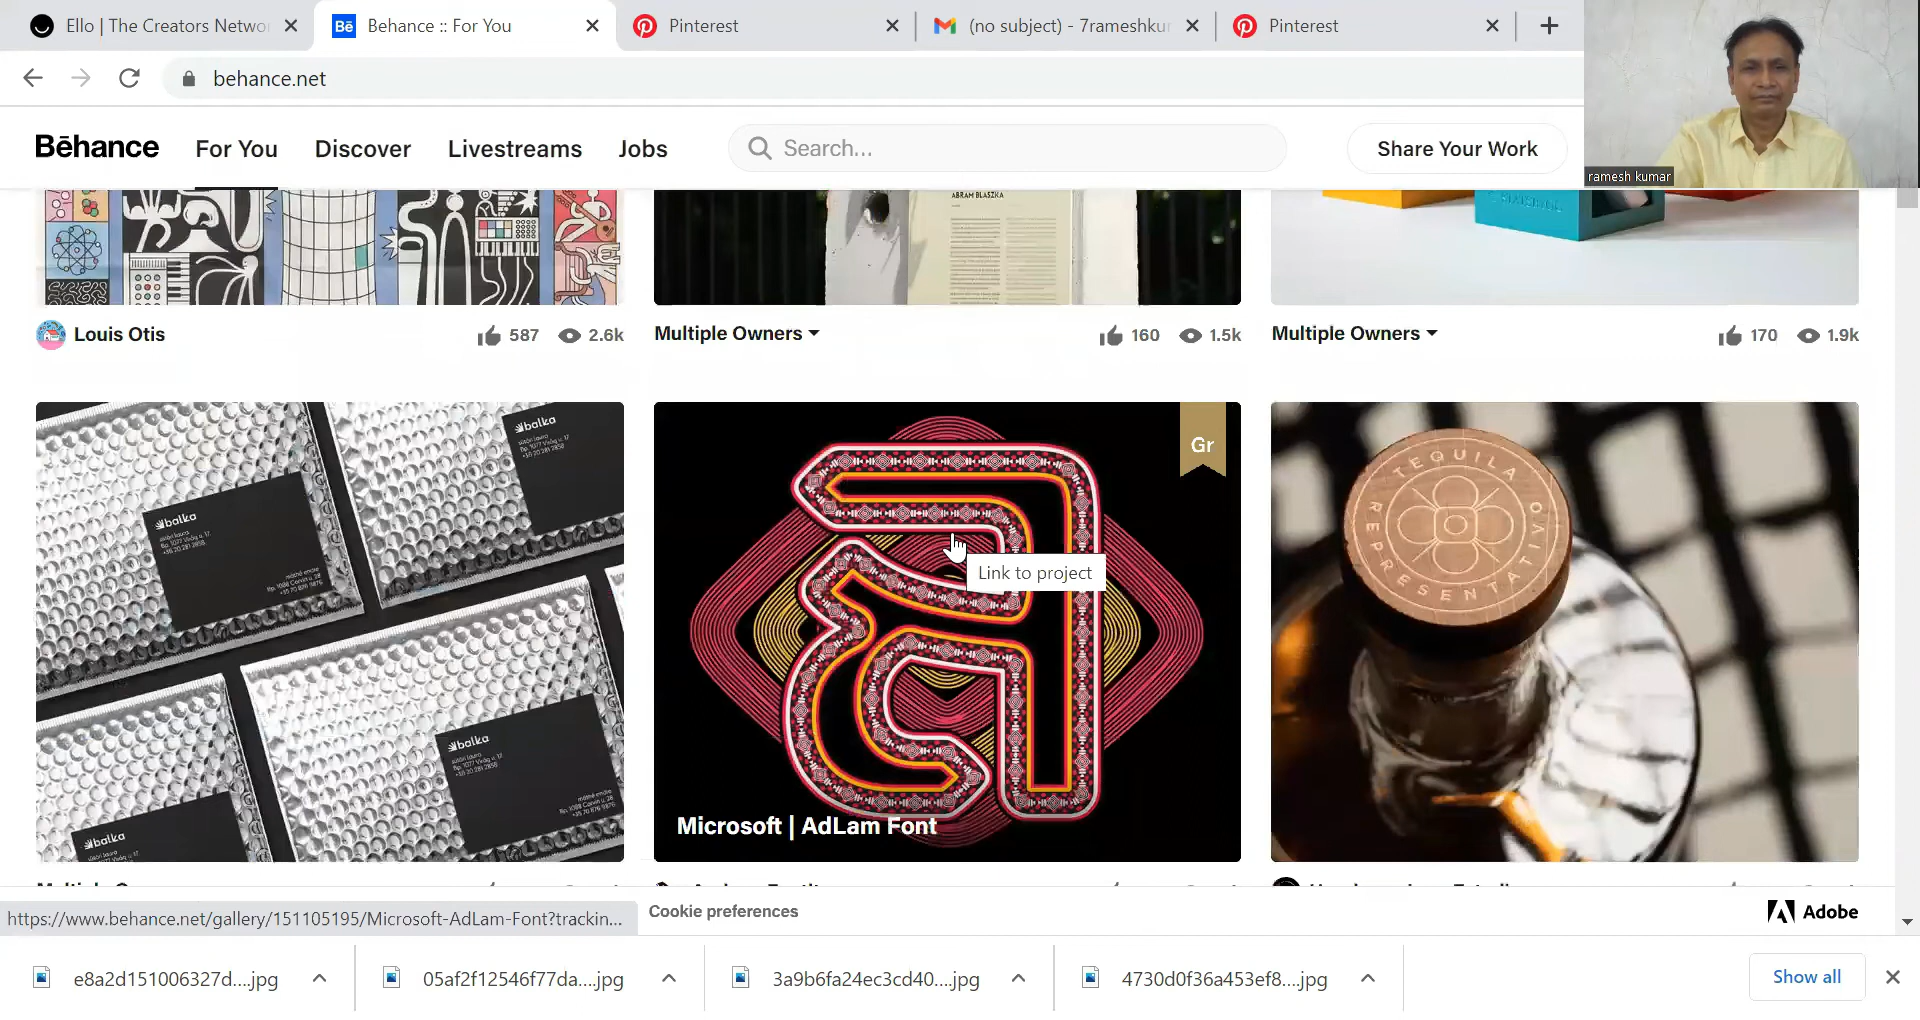 Ello | The Creators Netwo
Behance :: For You
Pinterest
(no subject) - 7rameshku
Pinterest
behance.net
ramesh kumar
Bēhance
For You
Discover
Livestreams
Jobs
Search...
Share Your Work
ABRAM BLASZKA
Louis Otis
587
2.6k
Multiple Owners
160
1.5k
Multiple Owners
170
1.9k
balka
balka
balka
balka
Gr
Link to project
Microsoft | AdLam Font
TEQUILA
REPRESENTATIVO
https://www.behance.net/gallery/151105195/Microsoft-AdLam-Font?trackin...
Cookie preferences
Adobe
e8a2d151006327d....jpg
05af2f12546f77da....jpg
3a9b6fa24ec3cd40....jpg
4730d0f36a453ef8....jpg
Show all